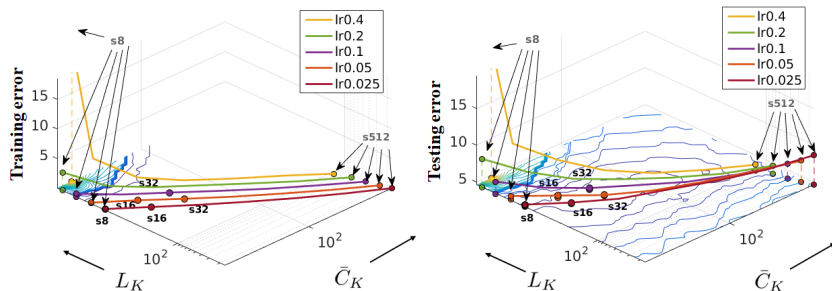 s8
lr0.4
lr0.2
lr0.1
lr0.05
lr0.025
Training error
15
10
5
s512
s32
s16
s8
s16
s32
10²
10²
L_K
C̄_K
s8
lr0.4
lr0.2
lr0.1
lr0.05
lr0.025
Testing error
15
10
5
s512
s32
s16
s8
s16
s32
10²
10²
L_K
C̄_K